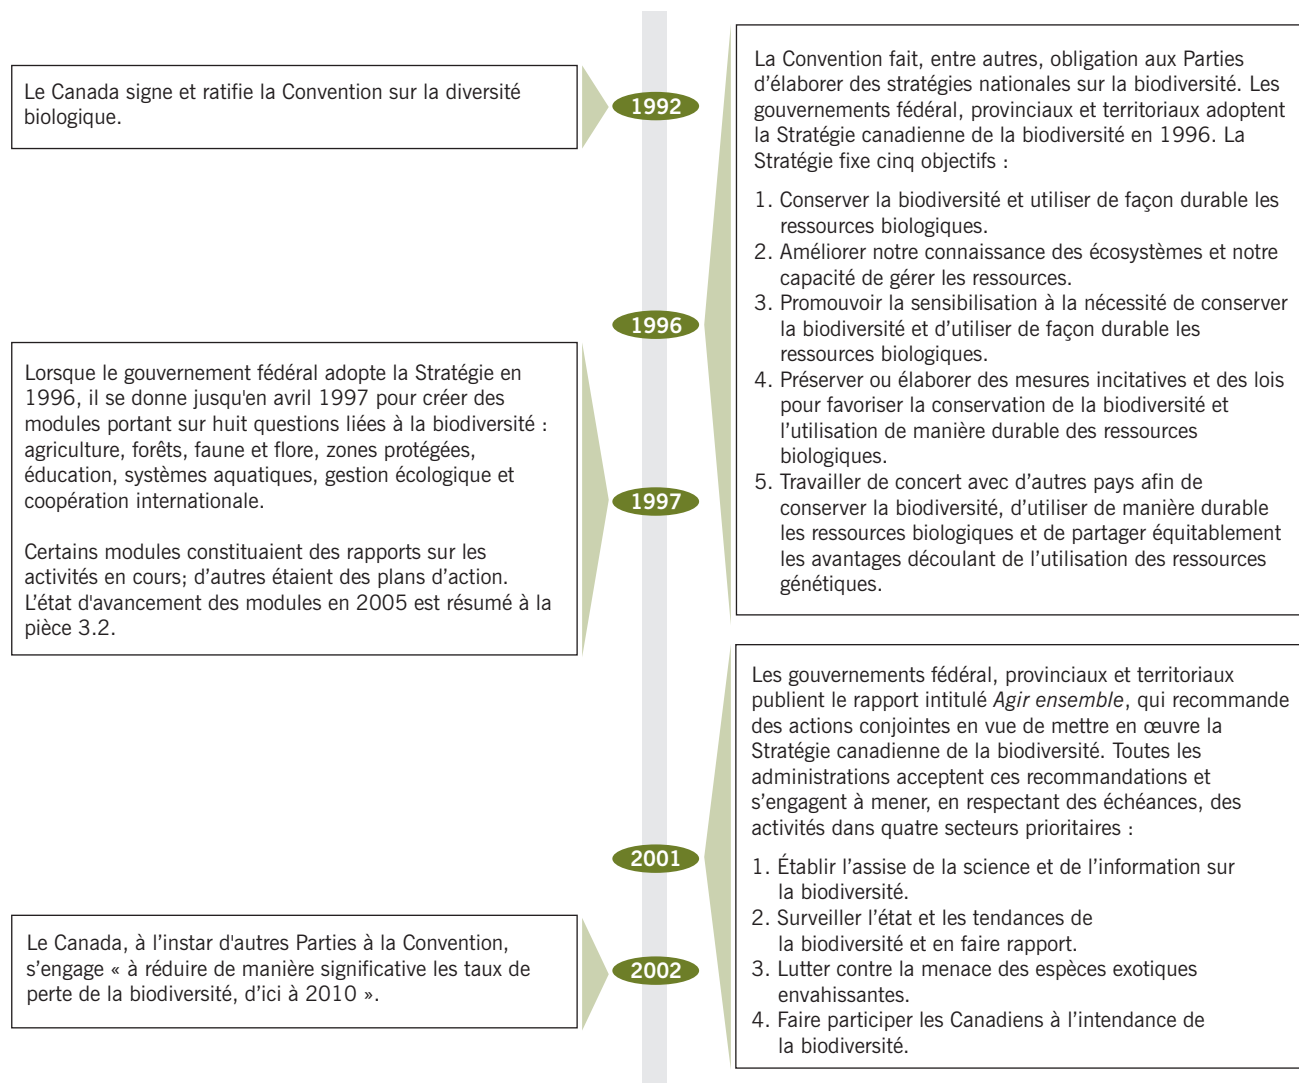 Le Canada signe et ratifie la Convention sur la diversité
biologique.
1992
La Convention fait, entre autres, obligation aux Parties
d’élaborer des stratégies nationales sur la biodiversité. Les
gouvernements fédéral, provinciaux et territoriaux adoptent
la Stratégie canadienne de la biodiversité en 1996. La
Stratégie fixe cinq objectifs :
1. Conserver la biodiversité et utiliser de façon durable les
ressources biologiques.
2. Améliorer notre connaissance des écosystèmes et notre
capacité de gérer les ressources.
3. Promouvoir la sensibilisation à la nécessité de conserver
la biodiversité et d’utiliser de façon durable les
ressources biologiques.
4. Préserver ou élaborer des mesures incitatives et des lois
pour favoriser la conservation de la biodiversité et
l’utilisation de manière durable des ressources
biologiques.
5. Travailler de concert avec d’autres pays afin de
conserver la biodiversité, d’utiliser de manière durable
les ressources biologiques et de partager équitablement
les avantages découlant de l’utilisation des ressources
génétiques.
1996
Lorsque le gouvernement fédéral adopte la Stratégie en
1996, il se donne jusqu'en avril 1997 pour créer des
modules portant sur huit questions liées à la biodiversité :
agriculture, forêts, faune et flore, zones protégées,
éducation, systèmes aquatiques, gestion écologique et
coopération internationale.
Certains modules constituaient des rapports sur les
activités en cours; d’autres étaient des plans d’action.
L’état d'avancement des modules en 2005 est résumé à la
pièce 3.2.
1997
Les gouvernements fédéral, provinciaux et territoriaux
publient le rapport intitulé Agir ensemble, qui recommande
des actions conjointes en vue de mettre en œuvre la
Stratégie canadienne de la biodiversité. Toutes les
administrations acceptent ces recommandations et
s’engagent à mener, en respectant des échéances, des
activités dans quatre secteurs prioritaires :
1. Établir l’assise de la science et de l’information sur
la biodiversité.
2. Surveiller l’état et les tendances de
la biodiversité et en faire rapport.
3. Lutter contre la menace des espèces exotiques
envahissantes.
4. Faire participer les Canadiens à l’intendance de
la biodiversité.
2001
Le Canada, à l’instar d'autres Parties à la Convention,
s’engage « à réduire de manière significative les taux de
perte de la biodiversité, d’ici à 2010 ».
2002